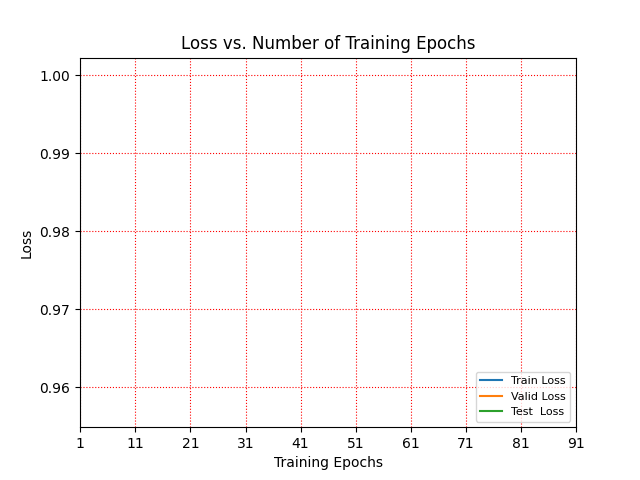 Loss vs. Number of Training Epochs
1.00
0.99
0.98
0.97
0.96
Loss
Train Loss
Valid Loss
Test  Loss
1 11 21 31 41 51 61 71 81 91
Training Epochs